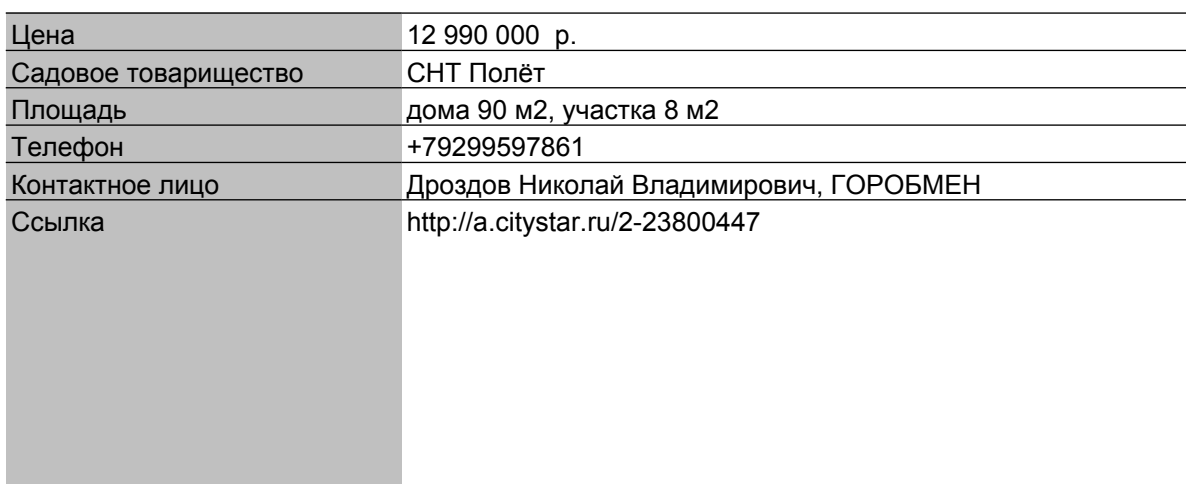 Цена 12 990 000 р.
Садовое товарищество СНТ Полёт
Площадь дома 90 м2, участка 8 м2
Телефон +79299597861
Контактное лицо Дроздов Николай Владимирович, ГОРОБМЕН
Ссылка http://a.citystar.ru/2-23800447